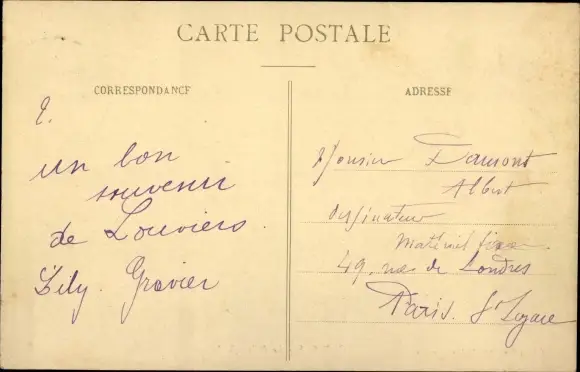 CARTE POSTALE
CORRESPONDANCE
un bon
souvenir
de Louviers
Gravier
ADRESSE
Monsieur Daumont
Albert
dessinateur
Matériel fixe
49, rue de Londres
Paris. St Lazare